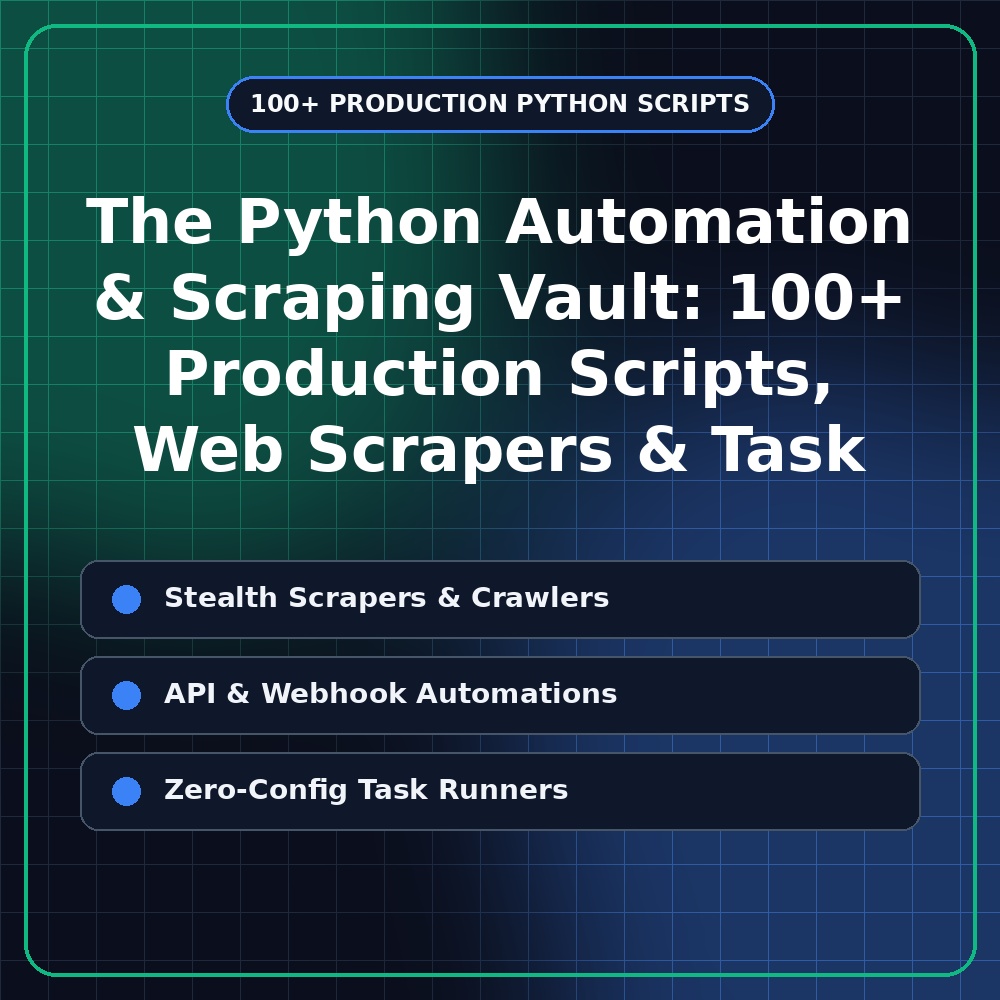 100+ PRODUCTION PYTHON SCRIPTS
The Python Automation
& Scraping Vault: 100+
Production Scripts,
Web Scrapers & Task
Stealth Scrapers & Crawlers
API & Webhook Automations
Zero-Config Task Runners